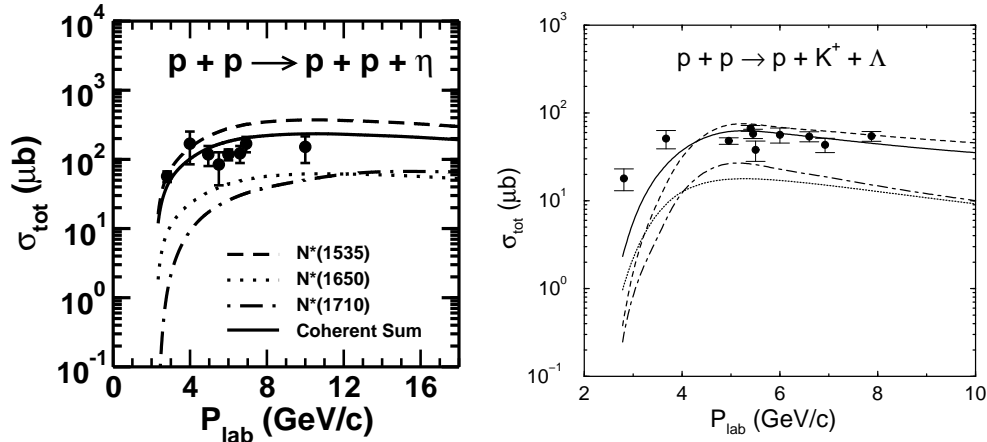 p + p → p + p + η
10⁴
10³
10²
10¹
10⁰
10⁻¹
σtot (μb)
N*(1535)
N*(1650)
N*(1710)
Coherent Sum
0 4 8 12 16
Plab (GeV/c)
p + p → p + K⁺ + Λ
10³
10²
10¹
10⁰
10⁻¹
σtot (μb)
2 4 6 8 10
Plab (GeV/c)